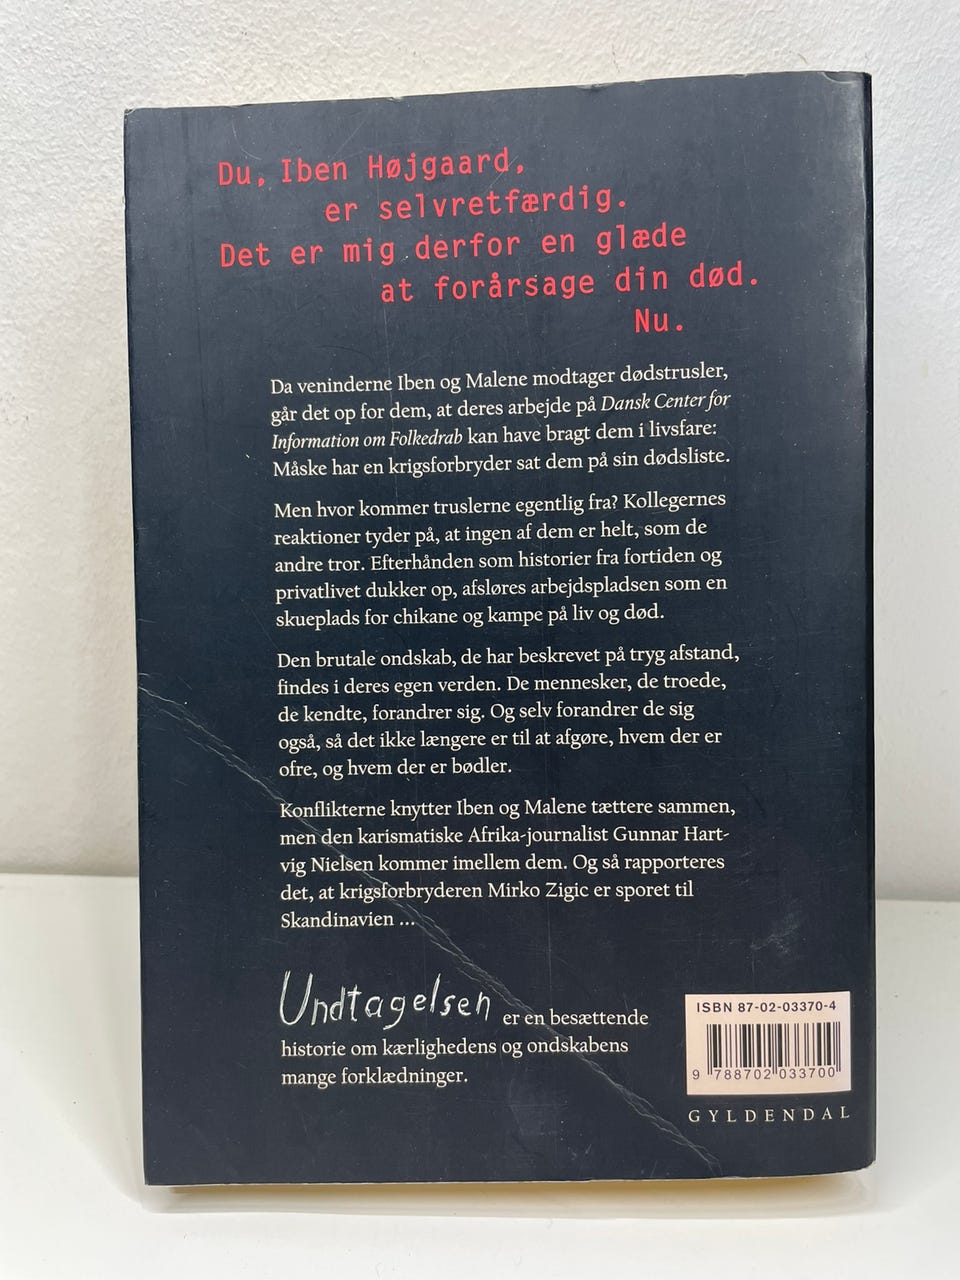 Du, Iben Højgaard,
er selvretfærdig.
Det er mig derfor en glæde
at forårsage din død.
Nu.
Da veninderne Iben og Malene modtager dødstrusler,
går det op for dem, at deres arbejde på Dansk Center for
Information om Folkedrab kan have bragt dem i livsfare:
Måske har en krigsforbryder sat dem på sin dødsliste.
Men hvor kommer truslerne egentlig fra? Kollegernes
reaktioner tyder på, at ingen af dem er helt, som de
andre tror. Efterhånden som historier fra fortiden og
privatlivet dukker op, afsløres arbejdspladsen som en
skueplads for chikane og kampe på liv og død.
Den brutale ondskab, de har beskrevet på tryg afstand,
findes i deres egen verden. De mennesker, de troede,
de kendte, forandrer sig. Og selv forandrer de sig
også, så det ikke længere er til at afgøre, hvem der er
ofre, og hvem der er bødler.
Konflikterne knytter Iben og Malene tættere sammen,
men den karismatiske Afrika-journalist Gunnar Hart-
vig Nielsen kommer imellem dem. Og så rapporteres
det, at krigsforbryderen Mirko Zigic er sporet til
Skandinavien ...
Undtagelsen er en besættende
historie om kærlighedens og ondskabens
mange forklædninger.
ISBN 87-02-03370-4
9 788702 033700
GYLDENDAL